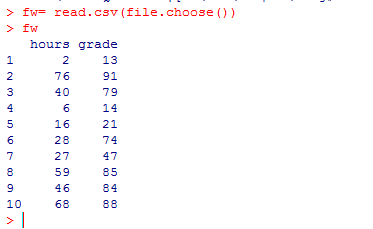 > fw= read.csv(file.choose())
> fw
   hours grade
1      2    13
2     76    91
3     40    79
4      6    14
5     16    21
6     28    74
7     27    47
8     59    85
9     46    84
10    68    88
>